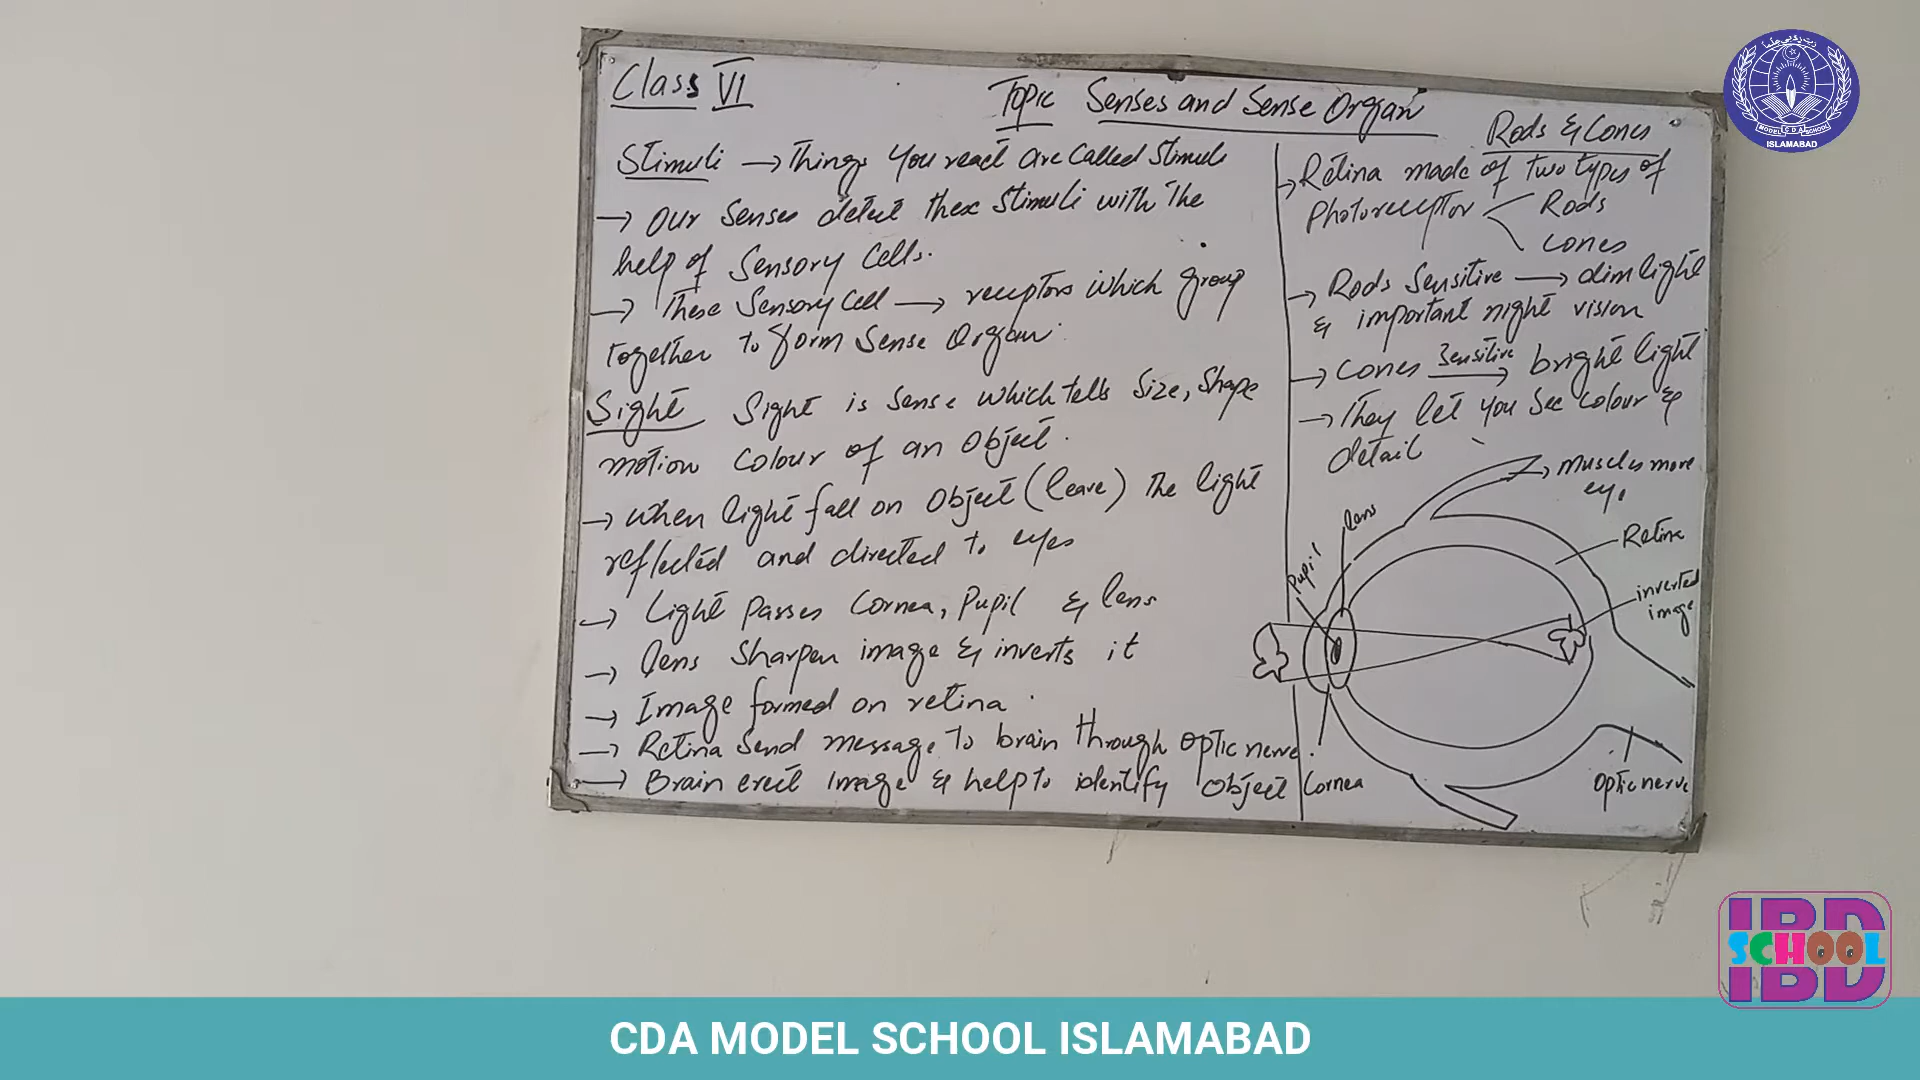 Class VI
Topic Senses and Sense Organ
Stimuli → Things you react are called Stimuli
→ Our senses detect these stimuli with the
help of Sensory Cells.
→ These Sensory Cell → receptors which group
together to form Sense Organ.
Sight Sight is sense which tells Size, Shape
motion colour of an object.
→ when light fall on object (leave) the light
reflected and directed to eyes
→ Light passes Cornea, Pupil & lens
→ lens sharpen image & inverts it
→ Image formed on retina.
→ Retina send message to brain through optic nerve.
→ Brain erect image & help to identify object
Rods & Cones
→ Retina made of two types of
Photoreceptor Rods
cones
→ Rods Sensitive → dim light
& important night vision
→ Cones Sensitive → bright light
→ They let you see colour &
detail
→ Muscles move
eye
lens
Pupil
Retina
inverted
image
Cornea
Optic nerve
MODEL CDA SCHOOL
ISLAMABAD
IBD
SCHOOL
IBD
CDA MODEL SCHOOL ISLAMABAD